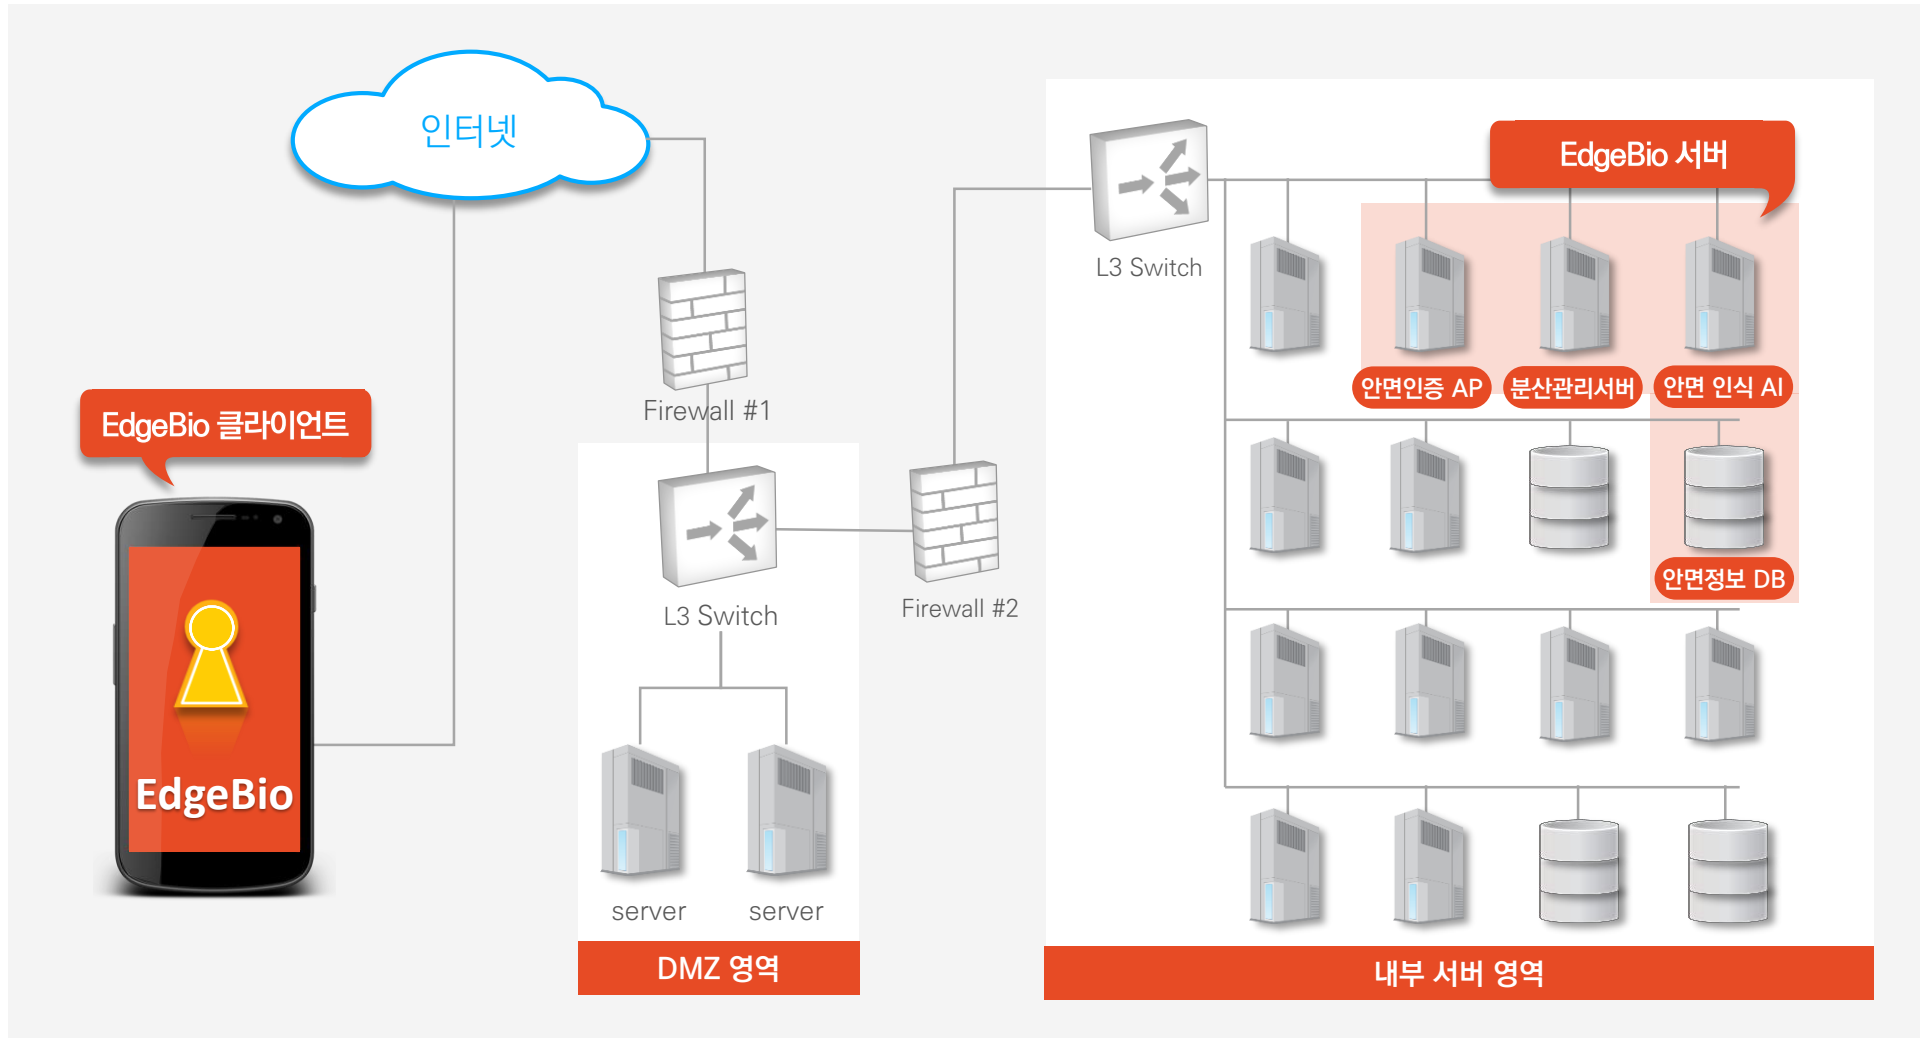 인터넷
EdgeBio 서버
L3 Switch
안면인증 AP
분산관리서버
안면 인식 AI
Firewall #1
EdgeBio 클라이언트
안면정보 DB
L3 Switch
Firewall #2
EdgeBio
server
server
DMZ 영역
내부 서버 영역